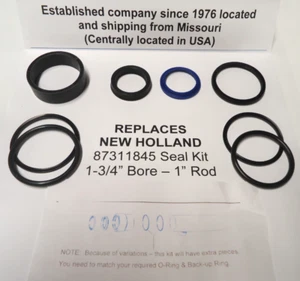 Established company since 1976 located
and shipping from Missouri
(Centrally located in USA)
REPLACES
NEW HOLLAND
87311845 Seal Kit
1-3/4" Bore – 1" Rod
NOTE: Because of variations – this kit will have extra pieces.
You need to match your required O-Ring & Back-up Ring.